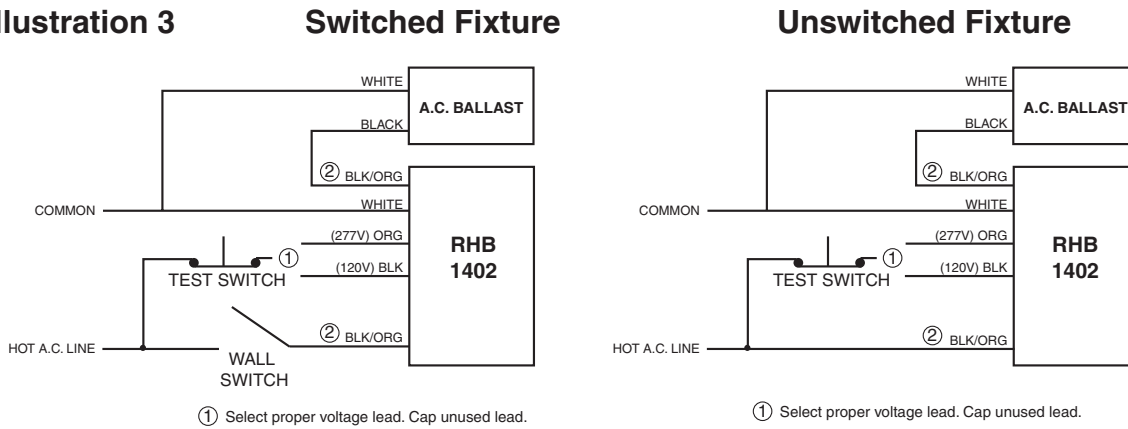 llustration 3
Switched Fixture
WHITE
A.C. BALLAST
BLACK
② BLK/ORG
COMMON
WHITE
(277V) ORG
①
RHB
1402
(120V) BLK
TEST SWITCH
② BLK/ORG
HOT A.C. LINE
WALL
SWITCH
① Select proper voltage lead. Cap unused lead.
Unswitched Fixture
WHITE
A.C. BALLAST
BLACK
② BLK/ORG
COMMON
WHITE
(277V) ORG
①
RHB
1402
(120V) BLK
TEST SWITCH
② BLK/ORG
HOT A.C. LINE
① Select proper voltage lead. Cap unused lead.